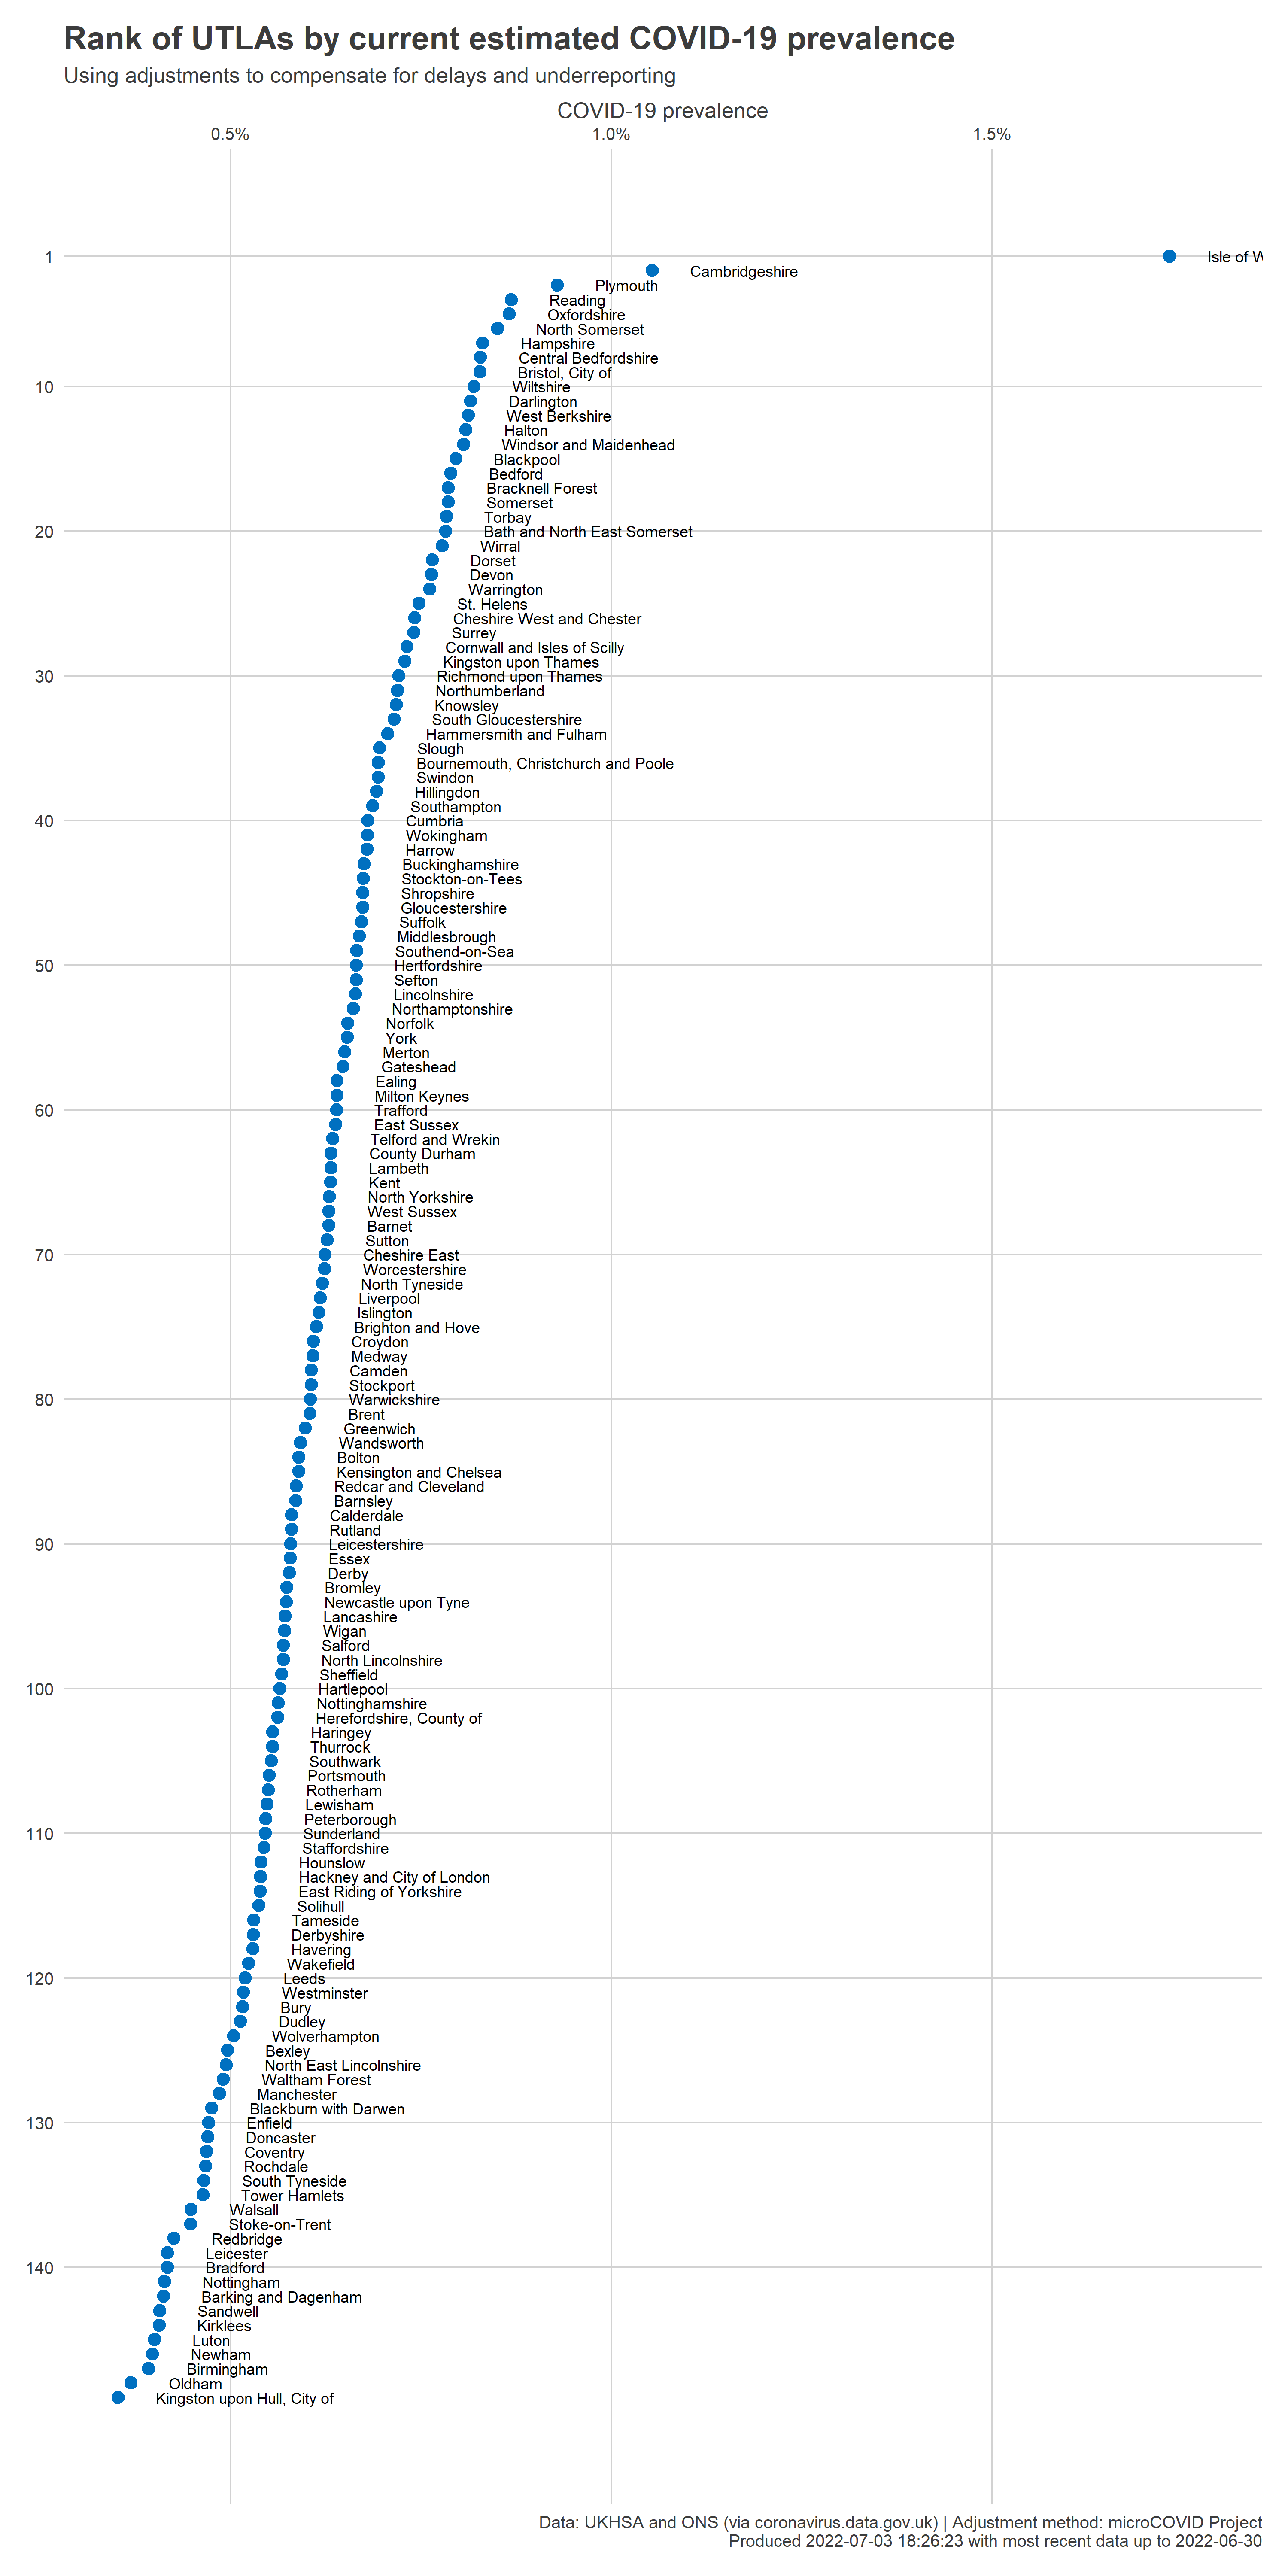 Rank of UTLAs by current estimated COVID-19 prevalence
Using adjustments to compensate for delays and underreporting
COVID-19 prevalence
0.5% 1.0% 1.5%
1 Isle of W
Cambridgeshire
Plymouth
Reading
Oxfordshire
North Somerset
Hampshire
Central Bedfordshire
Bristol, City of
10 Wiltshire
Darlington
West Berkshire
Halton
Windsor and Maidenhead
Blackpool
Bedford
Bracknell Forest
Somerset
Torbay
20 Bath and North East Somerset
Wirral
Dorset
Devon
Warrington
St. Helens
Cheshire West and Chester
Surrey
Cornwall and Isles of Scilly
Kingston upon Thames
30 Richmond upon Thames
Northumberland
Knowsley
South Gloucestershire
Hammersmith and Fulham
Slough
Bournemouth, Christchurch and Poole
Swindon
Hillingdon
Southampton
40 Cumbria
Wokingham
Harrow
Buckinghamshire
Stockton-on-Tees
Shropshire
Gloucestershire
Suffolk
Middlesbrough
Southend-on-Sea
50 Hertfordshire
Sefton
Lincolnshire
Northamptonshire
Norfolk
York
Merton
Gateshead
Ealing
Milton Keynes
60 Trafford
East Sussex
Telford and Wrekin
County Durham
Lambeth
Kent
North Yorkshire
West Sussex
Barnet
Sutton
70 Cheshire East
Worcestershire
North Tyneside
Liverpool
Islington
Brighton and Hove
Croydon
Medway
Camden
Stockport
80 Warwickshire
Brent
Greenwich
Wandsworth
Bolton
Kensington and Chelsea
Redcar and Cleveland
Barnsley
Calderdale
Rutland
90 Leicestershire
Essex
Derby
Bromley
Newcastle upon Tyne
Lancashire
Wigan
Salford
North Lincolnshire
Sheffield
100 Hartlepool
Nottinghamshire
Herefordshire, County of
Haringey
Thurrock
Southwark
Portsmouth
Rotherham
Lewisham
Peterborough
110 Sunderland
Staffordshire
Hounslow
Hackney and City of London
East Riding of Yorkshire
Solihull
Tameside
Derbyshire
Havering
Wakefield
120 Leeds
Westminster
Bury
Dudley
Wolverhampton
Bexley
North East Lincolnshire
Waltham Forest
Manchester
Blackburn with Darwen
130 Enfield
Doncaster
Coventry
Rochdale
South Tyneside
Tower Hamlets
Walsall
Stoke-on-Trent
Redbridge
Leicester
140 Bradford
Nottingham
Barking and Dagenham
Sandwell
Kirklees
Luton
Newham
Birmingham
Oldham
Kingston upon Hull, City of
Data: UKHSA and ONS (via coronavirus.data.gov.uk) | Adjustment method: microCOVID Project
Produced 2022-07-03 18:26:23 with most recent data up to 2022-06-30